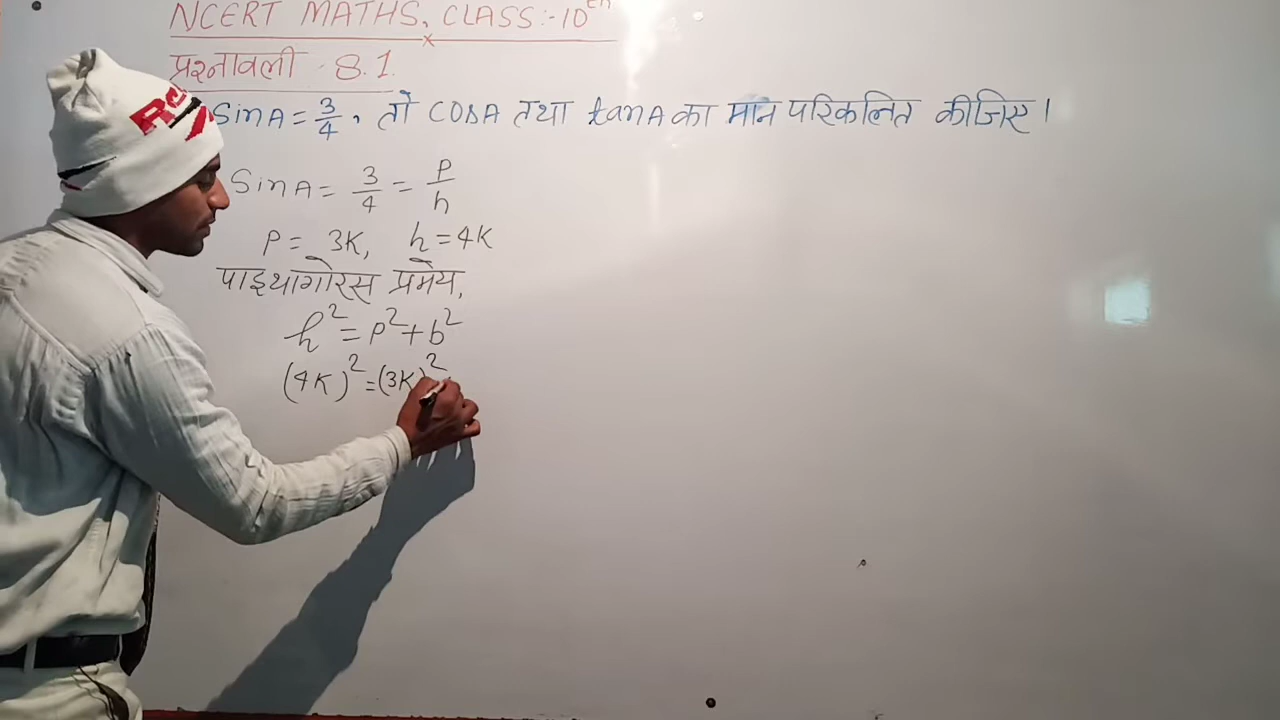 NCERT MATHS, CLASS:- 10th
प्रश्नावली 8.1.
SinA = 3/4, तो COSA तथा tanA का मान परिकलित कीजिए।
SinA = 3/4 = P/h
P = 3K, h = 4K
पाइथागोरस प्रमेय,
h² = P² + b²
(4K)² = (3K)²